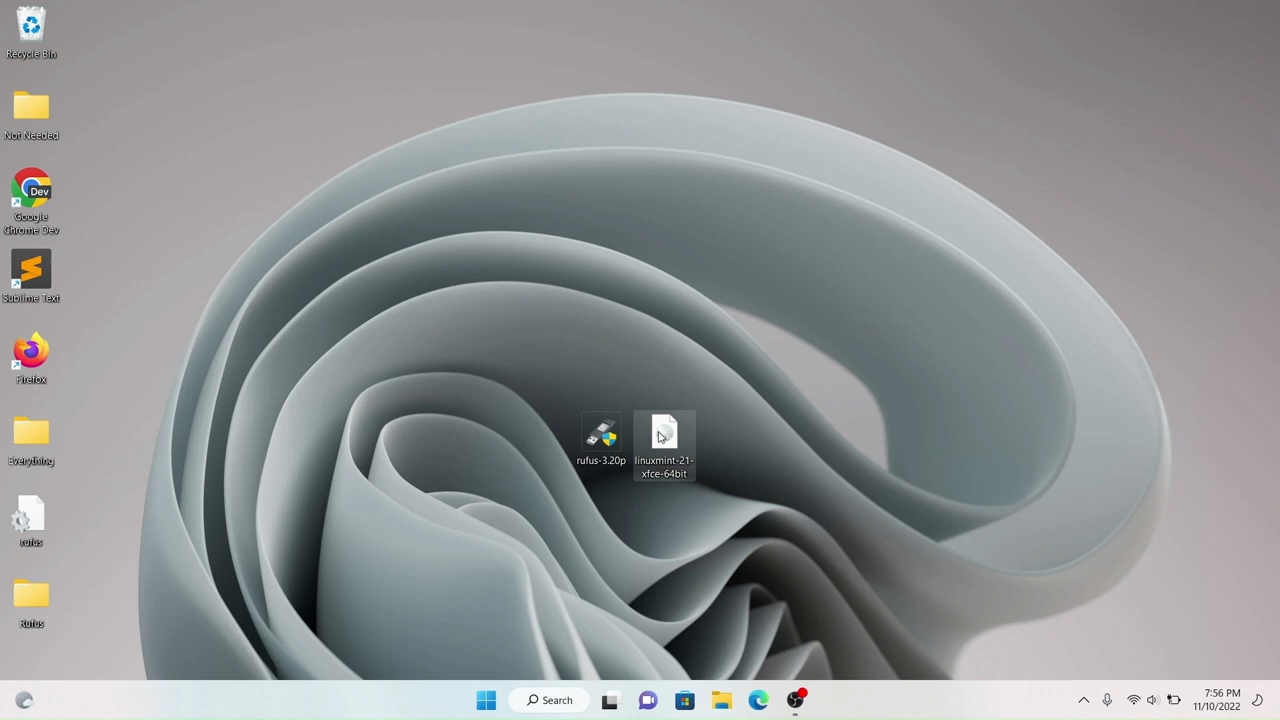 Recycle Bin
Not Needed
Dev
Google
Chrome Dev
Sublime Text
Firefox
Everything
rufus
Rufus
rufus-3.20p
linuxmint-21-
xfce-64bit
Search
7:56 PM
11/10/2022